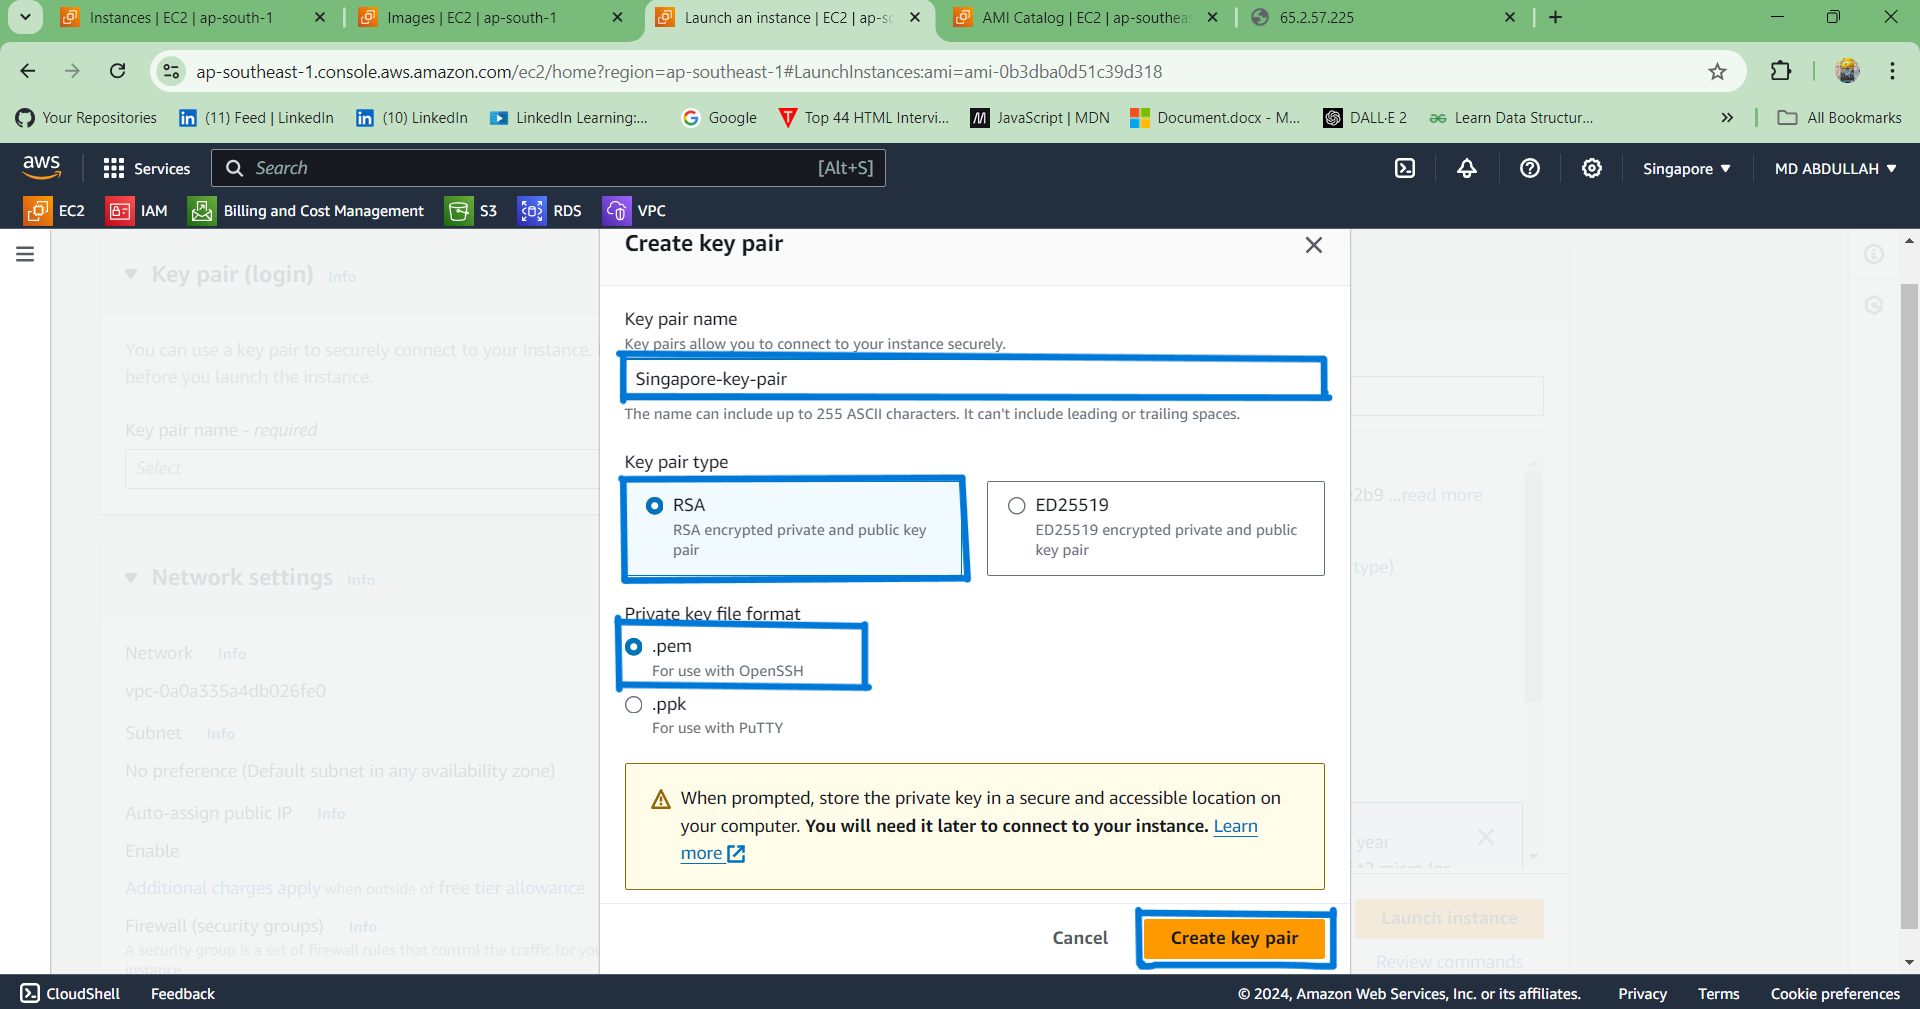 Instances | EC2 | ap-south-1
Images | EC2 | ap-south-1
Launch an instance | EC2 | ap-sc
AMI Catalog | EC2 | ap-southeas
65.2.57.225
ap-southeast-1.console.aws.amazon.com/ec2/home?region=ap-southeast-1#LaunchInstances:ami=ami-0b3dba0d51c39d318
Your Repositories
(11) Feed | LinkedIn
(10) LinkedIn
LinkedIn Learning:...
Google
Top 44 HTML Intervi...
JavaScript | MDN
Document.docx - M...
DALL·E 2
Learn Data Structur...
All Bookmarks
aws
Services
Search
[Alt+S]
Singapore
MD ABDULLAH
EC2
IAM
Billing and Cost Management
S3
RDS
VPC
Key pair (login) Info
You can use a key pair to securely connect to your instance.
before you launch the instance.
Key pair name - required
Select
Network settings Info
Network Info
vpc-0a0a335a4db026fe0
Subnet Info
No preference (Default subnet in any availability zone)
Auto-assign public IP Info
Enable
Additional charges apply when outside of free tier allowance
Firewall (security groups) Info
A security group is a set of firewall rules that control the traffic for you
instance.
Create key pair
Key pair name
Key pairs allow you to connect to your instance securely.
Singapore-key-pair
The name can include up to 255 ASCII characters. It can't include leading or trailing spaces.
Key pair type
RSA
RSA encrypted private and public key
pair
ED25519
ED25519 encrypted private and public
key pair
Private key file format
.pem
For use with OpenSSH
.ppk
For use with PuTTY
When prompted, store the private key in a secure and accessible location on
your computer. You will need it later to connect to your instance. Learn
more
Cancel
Create key pair
e2b9 ...read more
type)
year
Launch instance
Review commands
CloudShell
Feedback
© 2024, Amazon Web Services, Inc. or its affiliates.
Privacy
Terms
Cookie preferences